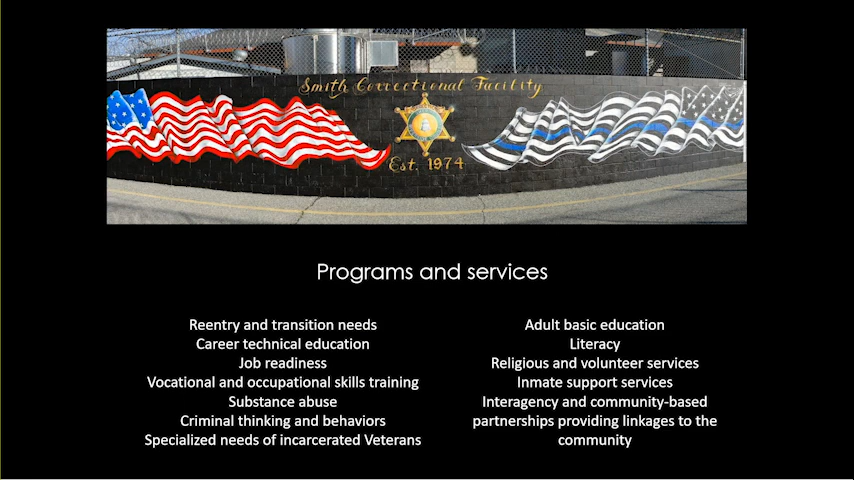 Smith Correctional Facility
Est. 1974
Programs and services
Reentry and transition needs
Career technical education
Job readiness
Vocational and occupational skills training
Substance abuse
Criminal thinking and behaviors
Specialized needs of incarcerated Veterans
Adult basic education
Literacy
Religious and volunteer services
Inmate support services
Interagency and community-based
partnerships providing linkages to the
community